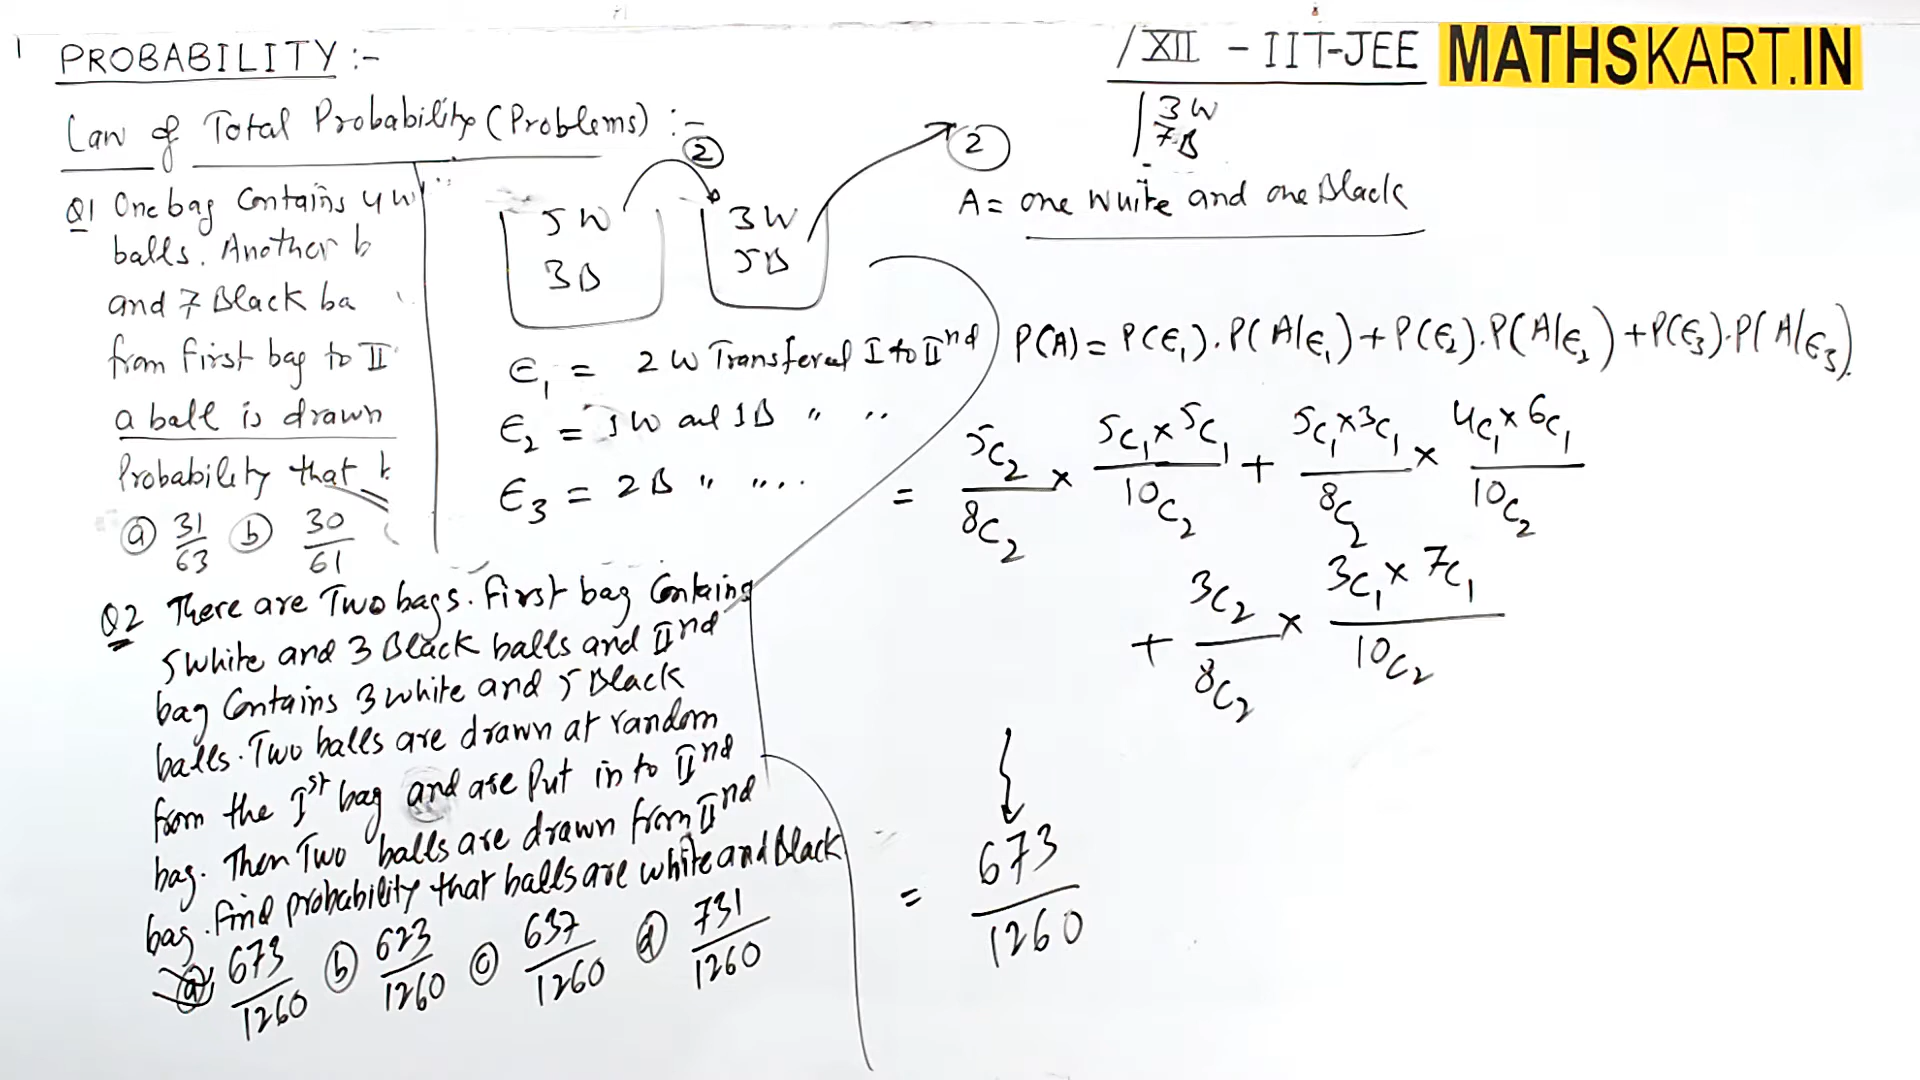 PROBABILITY :-
/XII - IIT-JEE MATHSKART.IN
Law of Total Probability (Problems) :-
Q1 One bag Contains 4W
balls. Another b
and 7 Black ba
from first bag to II
a ball is drawn
Probability that
(a) 31/63 (b) 30/61
2
5W
3B
3W
5B
2
3W
7B
A = one White and one Black
E1 = 2W Transfered I to IInd
E2 = 1W and 1B " "
E3 = 2B " "...
P(A) = P(E1).P(A|E1) + P(E2).P(A|E2) + P(E3).P(A|E3).
= 5C2/8C2 × 5C1×5C1/10C2 + 5C1×3C1/8C2 × 4C1×6C1/10C2
+ 3C2/8C2 × 3C1×7C1/10C2
= 673/1260
Q2 There are Two bags. First bag Contains
5 white and 3 Black balls and IInd
bag Contains 3 white and 5 Black
balls. Two balls are drawn at random
from the Ist bag and are Put in to IInd
bag. Then Two balls are drawn from IInd
bag. Find probability that balls are white and Black
(a) 673/1260 (b) 623/1260 (c) 637/1260 (d) 731/1260